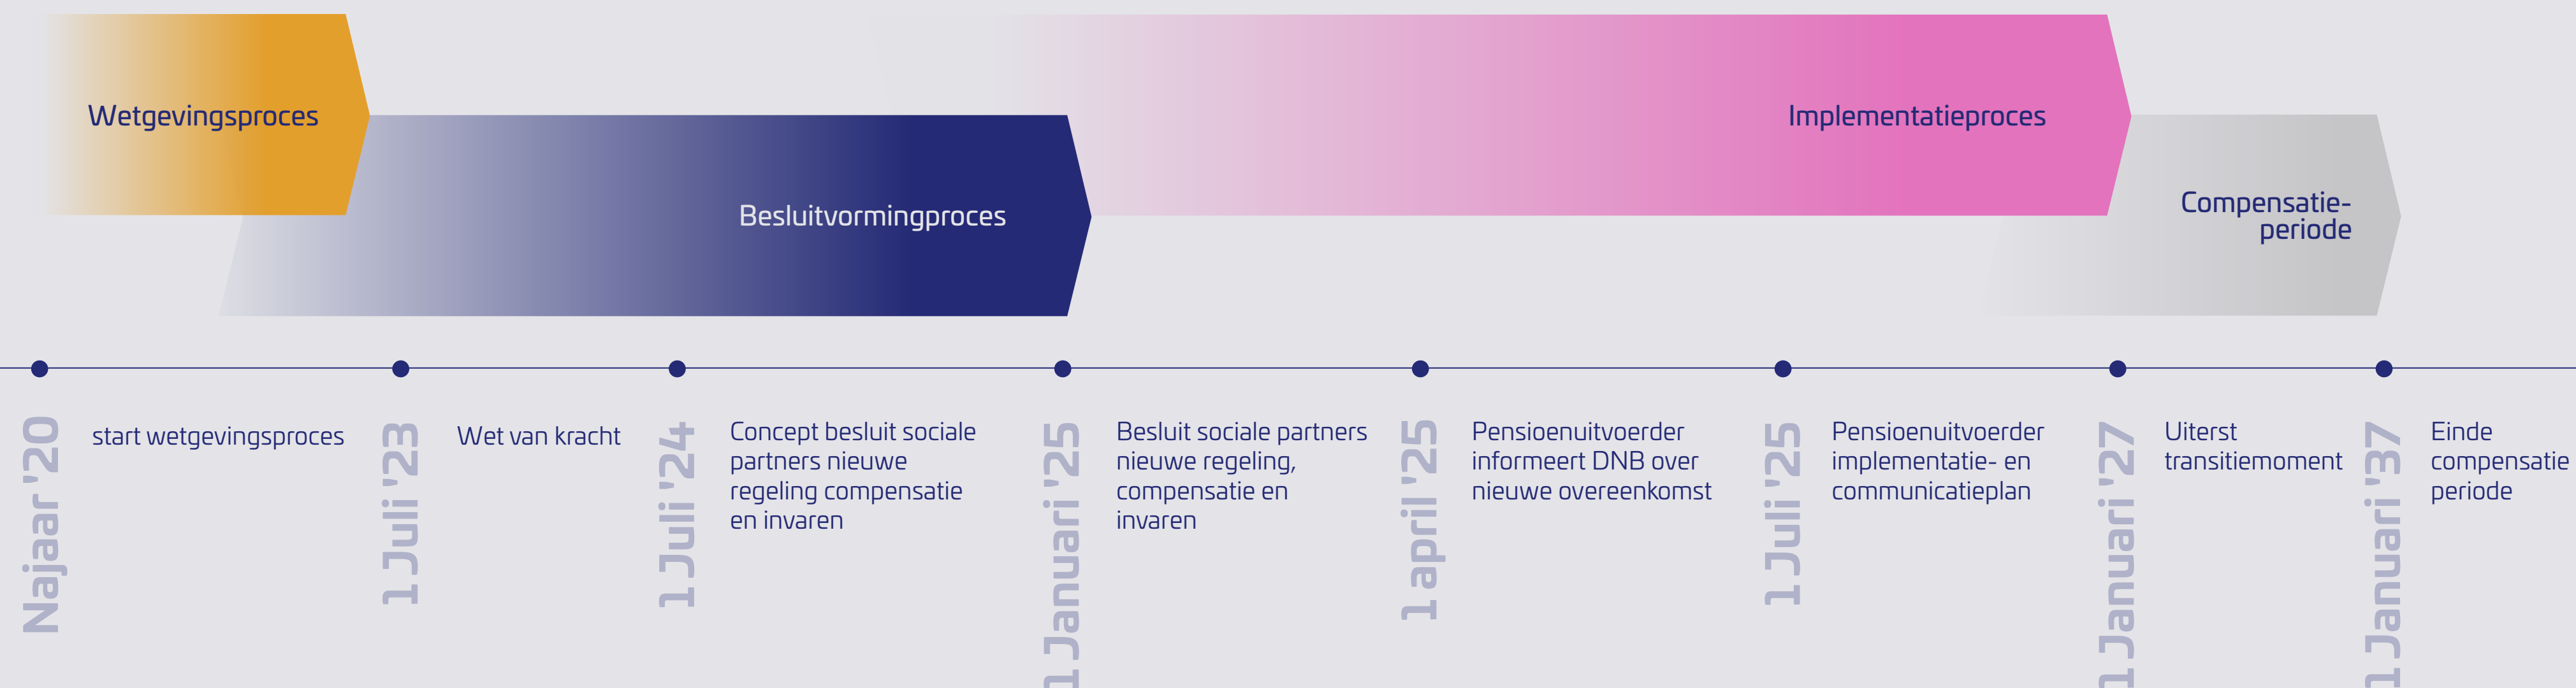 Wetgevingsproces
Besluitvormingproces
Implementatieproces
Compensatie-
periode
Najaar '20
start wetgevingsproces
1 Juli '23
Wet van kracht
1 Juli '24
Concept besluit sociale
partners nieuwe
regeling compensatie
en invaren
1 Januari '25
Besluit sociale partners
nieuwe regeling,
compensatie en
invaren
1 april '25
Pensioenuitvoerder
informeert DNB over
nieuwe overeenkomst
1 Juli '25
Pensioenuitvoerder
implementatie- en
communicatieplan
1 Januari '27
Uiterst
transitiemoment
1 Januari '37
Einde
compensatie
periode